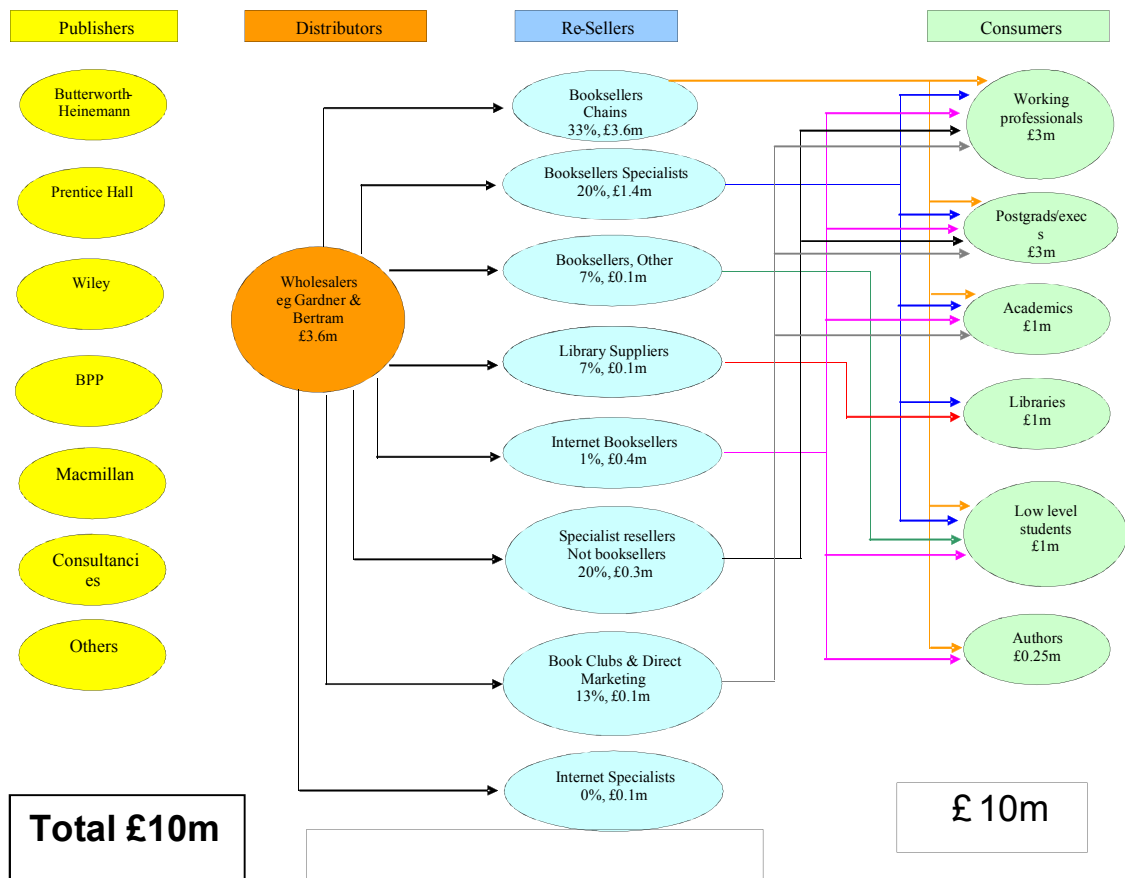 Publishers
Distributors
Re-Sellers
Consumers
Butterworth-
Heinemann
Prentice Hall
Wiley
BPP
Macmillan
Consultanci
es
Others
Wholesalers
eg Gardner &
Bertram
£3.6m
Booksellers
Chains
33%, £3.6m
Booksellers Specialists
20%, £1.4m
Booksellers, Other
7%, £0.1m
Library Suppliers
7%, £0.1m
Internet Booksellers
1%, £0.4m
Specialist resellers
Not booksellers
20%, £0.3m
Book Clubs & Direct
Marketing
13%, £0.1m
Internet Specialists
0%, £0.1m
Working
professionals
£3m
Postgrads/exec
s
£3m
Academics
£1m
Libraries
£1m
Low level
students
£1m
Authors
£0.25m
Total £10m
£10m